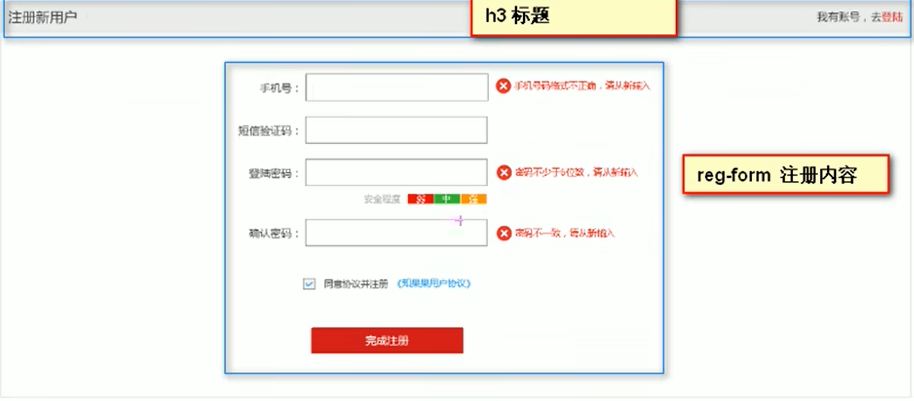 注册新用户
h3 标题
我有账号，去登陆
手机号：
手机号码格式不正确，请从新输入
短信验证码：
登陆密码：
密码不少于6位数，请从新输入
reg-form 注册内容
安全程度 弱 中 强
确认密码：
密码不一致，请从新输入
同意协议并注册 《知果果用户协议》
完成注册